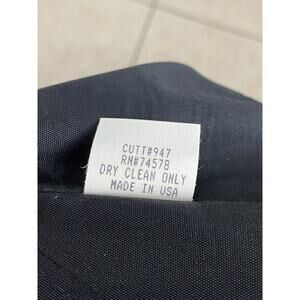 CUTT#947
RN#74578
DRY CLEAN ONLY
MADE IN USA